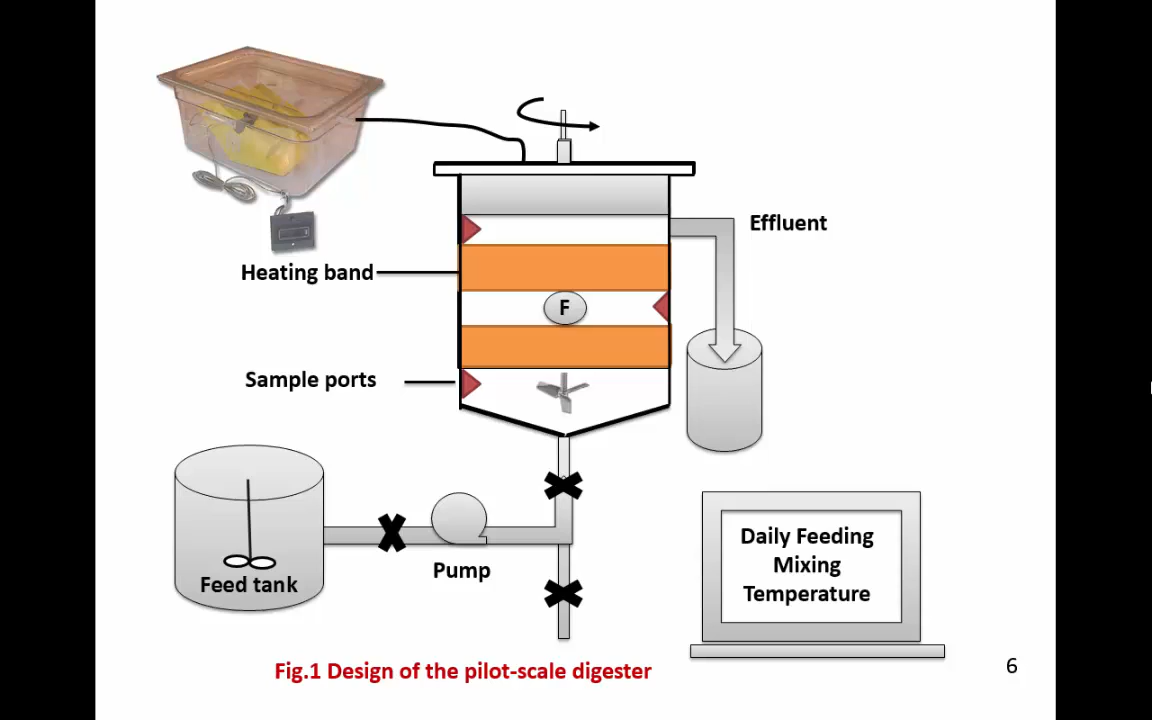 Effluent
Heating band
F
Sample ports
Feed tank
Pump
Daily Feeding
Mixing
Temperature
Fig.1 Design of the pilot-scale digester
6